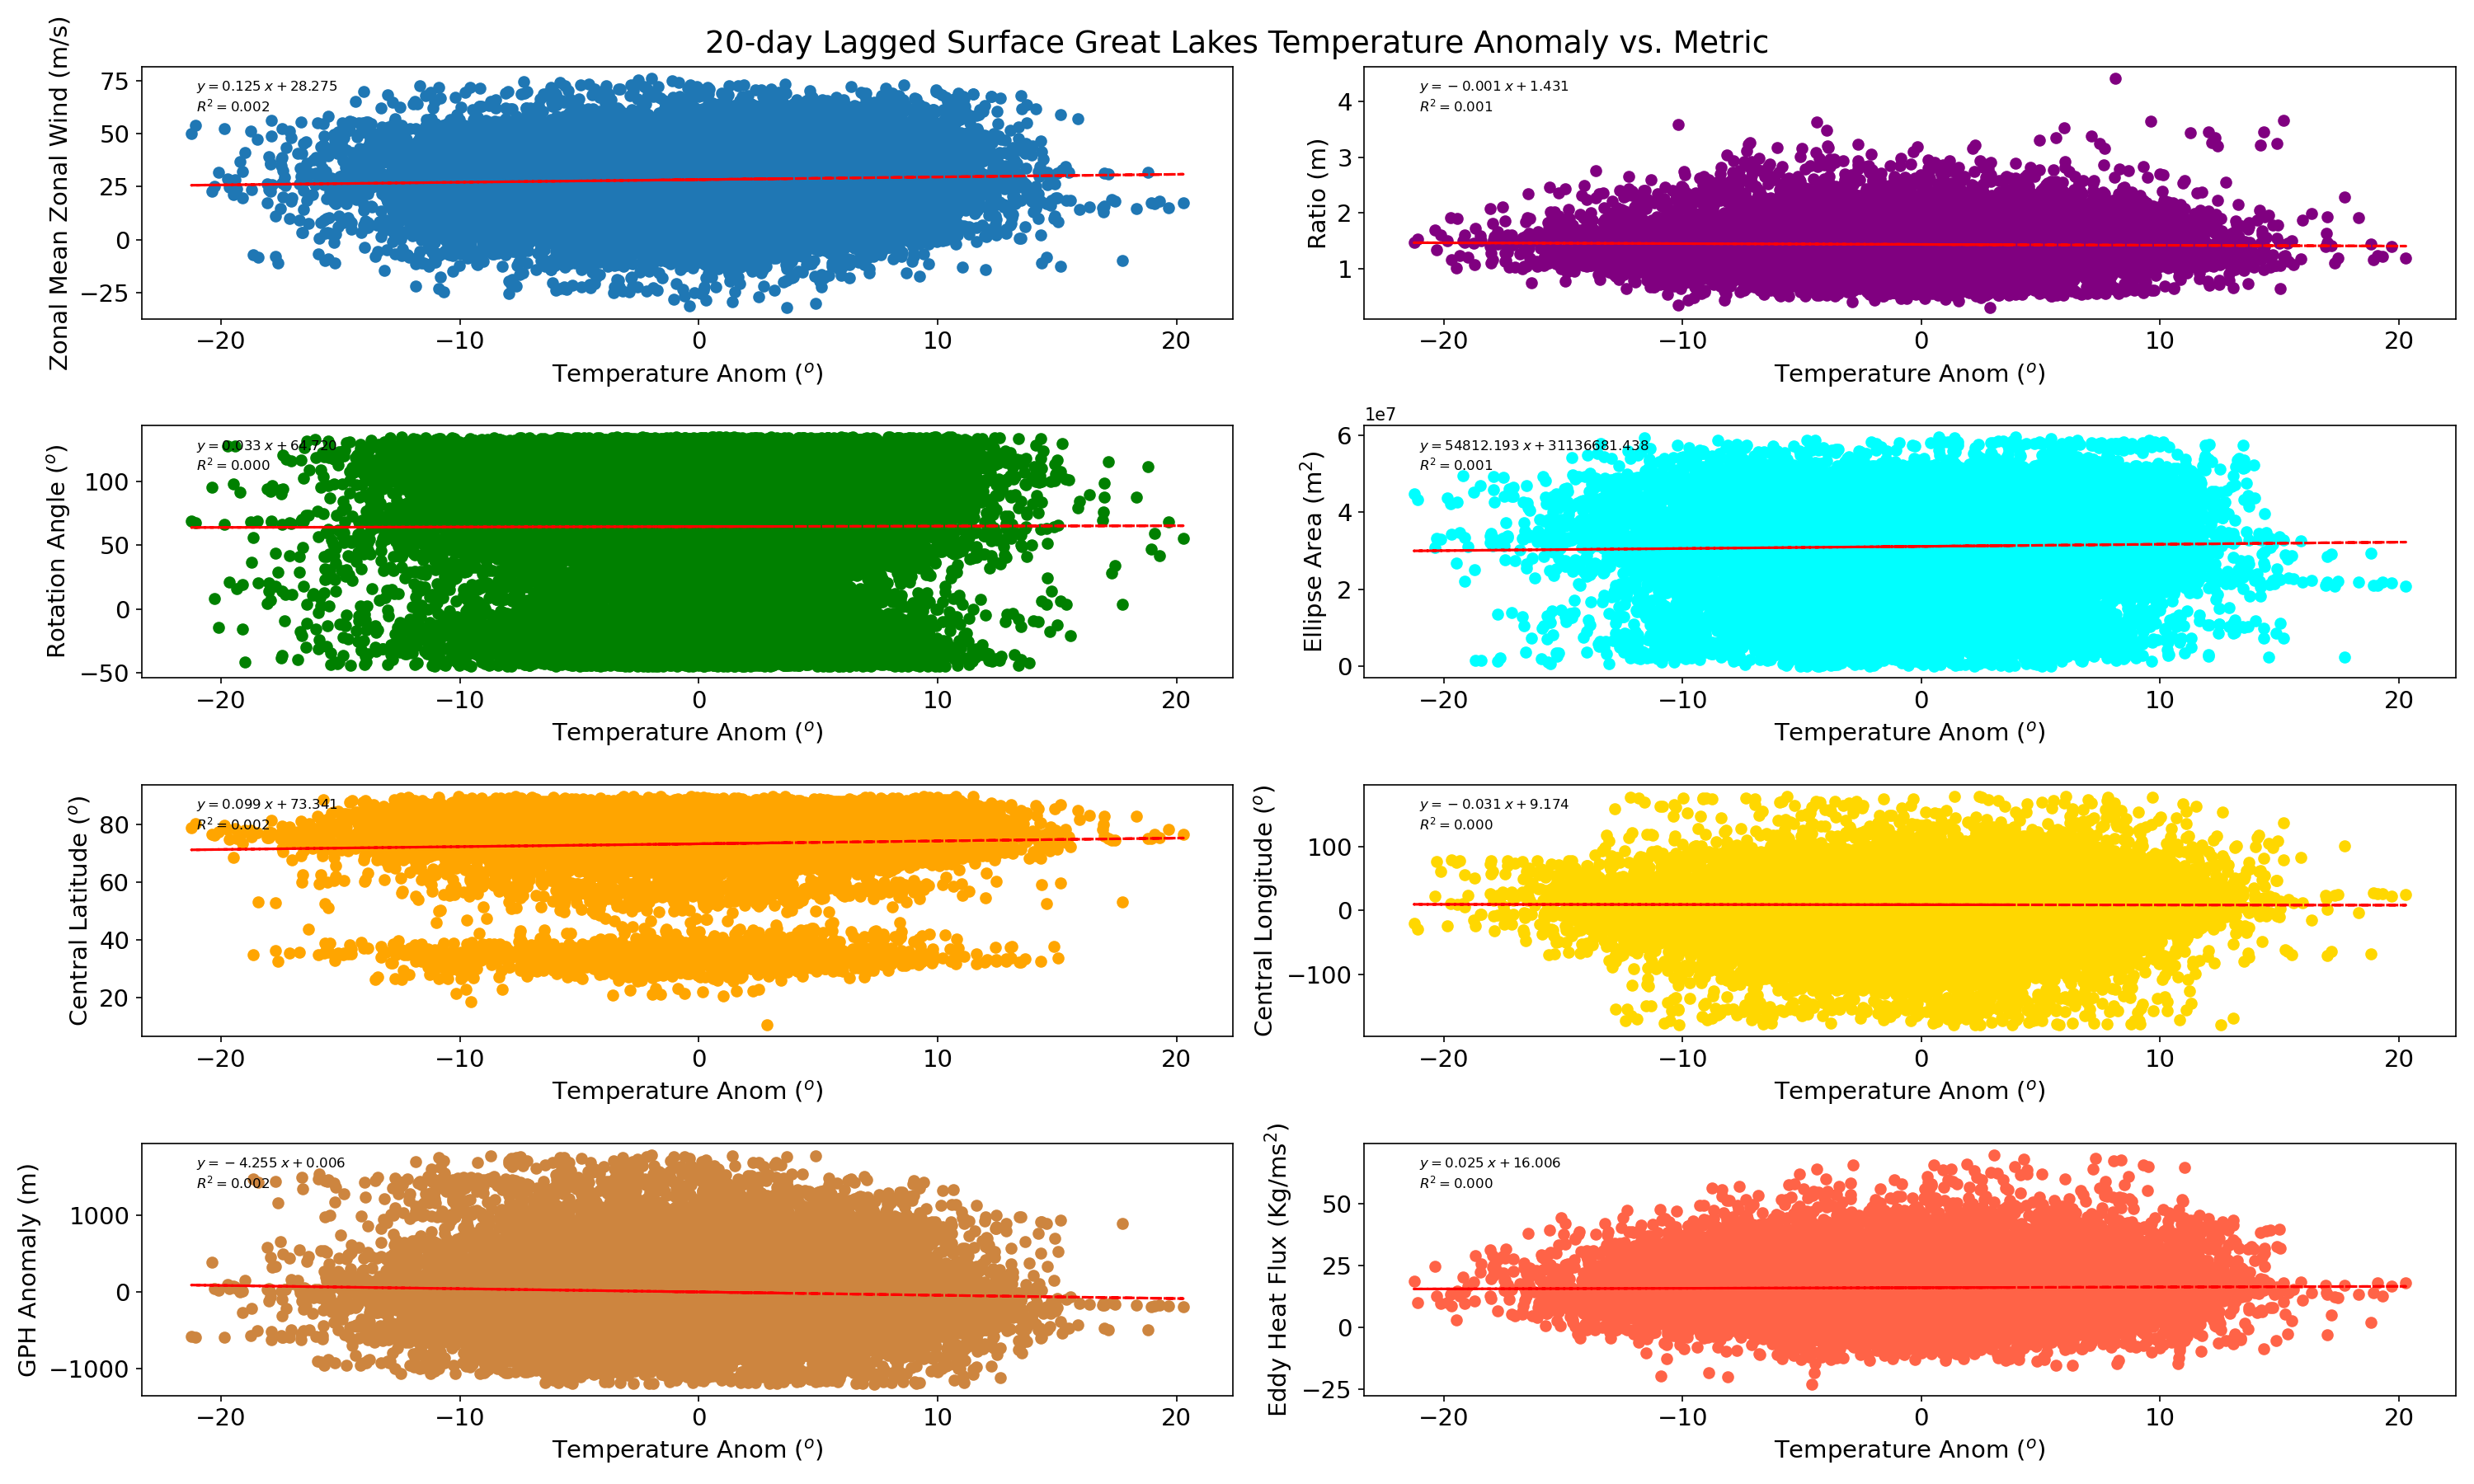 20-day Lagged Surface Great Lakes Temperature Anomaly vs. Metric
Zonal Mean Zonal Wind (m/s)
75
50
25
0
−25
y = 0.125 x + 28.275
R² = 0.002
−20 −10 0 10 20
Temperature Anom (°)
Ratio (m)
4
3
2
1
y = − 0.001 x + 1.431
R² = 0.001
−20 −10 0 10 20
Temperature Anom (°)
Rotation Angle (°)
100
50
0
−50
y = 0.033 x + 64.720
R² = 0.000
−20 −10 0 10 20
Temperature Anom (°)
1e7
Ellipse Area (m²)
6
4
2
0
y = 54812.193 x + 31136681.438
R² = 0.001
−20 −10 0 10 20
Temperature Anom (°)
Central Latitude (°)
80
60
40
20
y = 0.099 x + 73.341
R² = 0.002
−20 −10 0 10 20
Temperature Anom (°)
Central Longitude (°)
100
0
−100
y = − 0.031 x + 9.174
R² = 0.000
−20 −10 0 10 20
Temperature Anom (°)
GPH Anomaly (m)
1000
0
−1000
y = − 4.255 x + 0.006
R² = 0.002
−20 −10 0 10 20
Temperature Anom (°)
Eddy Heat Flux (Kg/ms²)
50
25
0
−25
y = 0.025 x + 16.006
R² = 0.000
−20 −10 0 10 20
Temperature Anom (°)